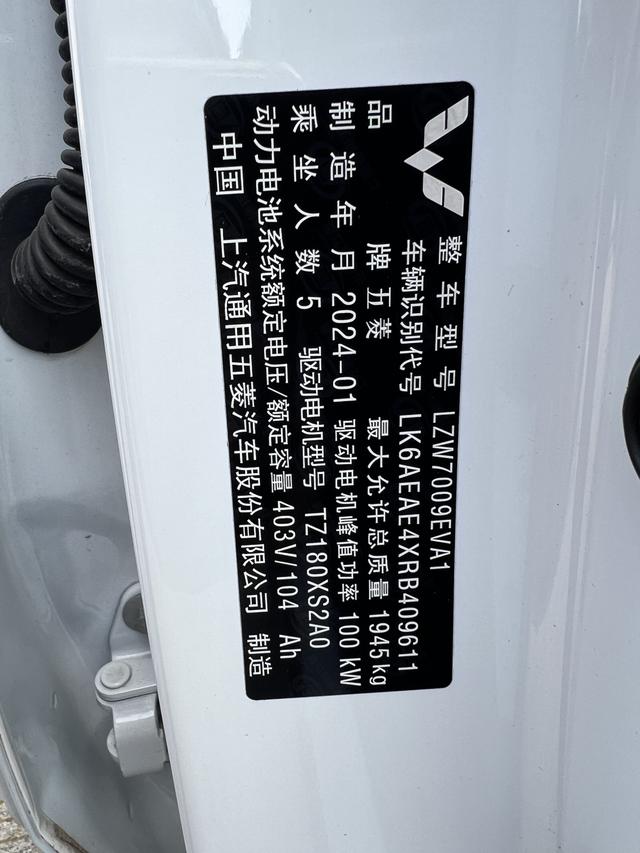 整车型号 LZW7009EVA1
车辆识别代号 LK6AEAE4XRB409611
品牌 五菱 最大允许总质量 1945 kg
制造年月 2024-01 驱动电机峰值功率 100 kW
乘坐人数 5 驱动电机型号 TZ180XS2A0
动力电池系统额定电压/额定容量 403V/104 Ah
中国 上汽通用五菱汽车股份有限公司 制造